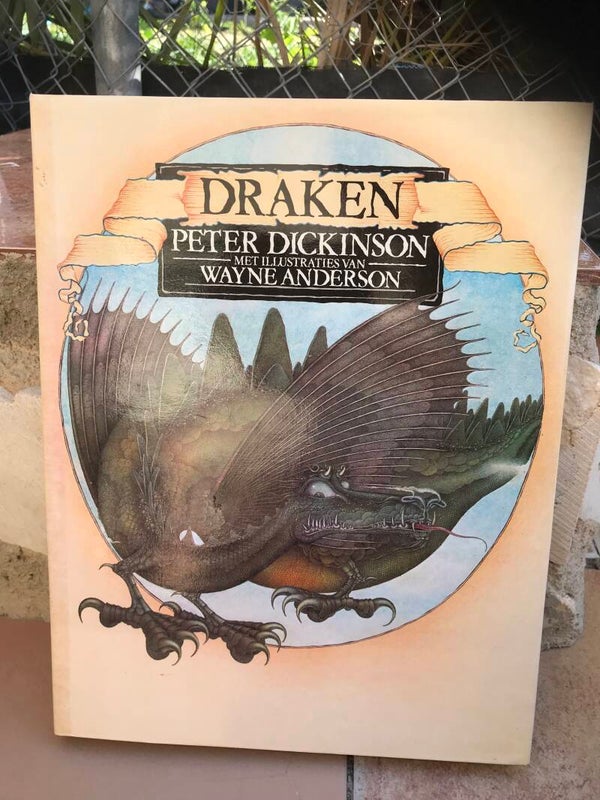 DRAKEN
PETER DICKINSON
MET ILLUSTRATIES VAN
WAYNE ANDERSON